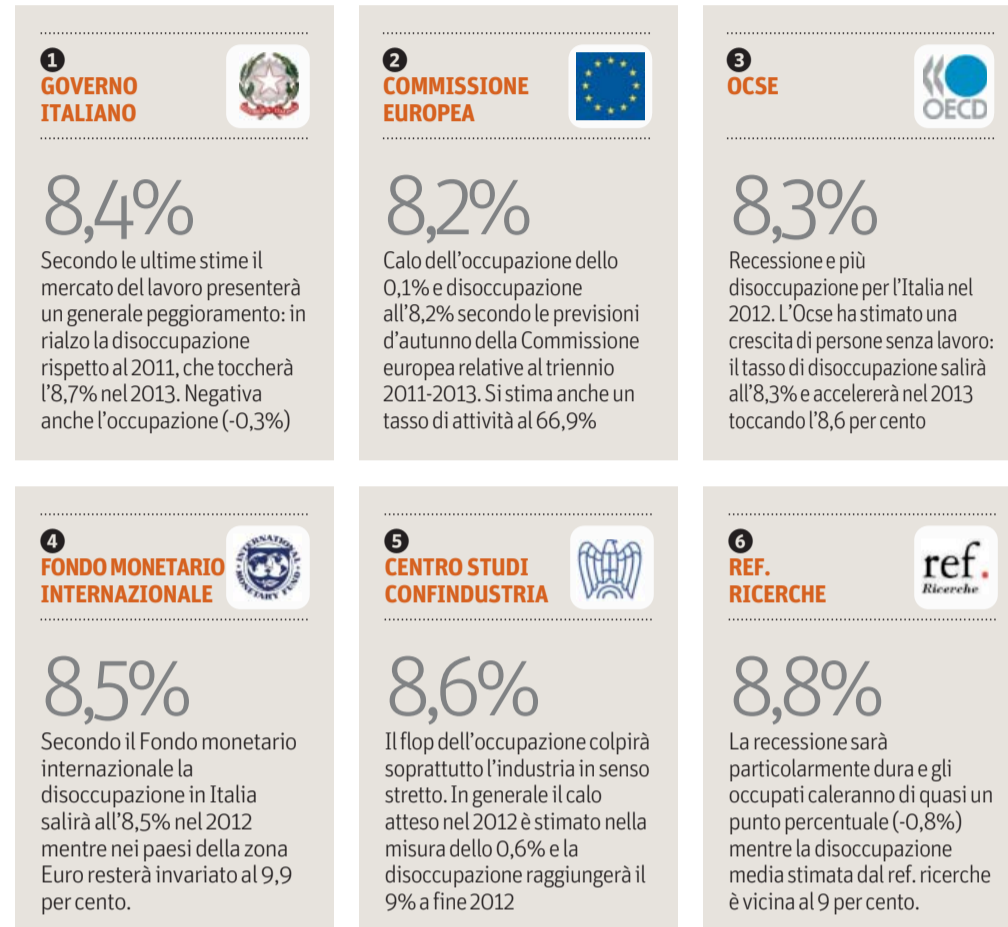 1
GOVERNO
ITALIANO
8,4%
Secondo le ultime stime il
mercato del lavoro presenterà
un generale peggioramento: in
rialzo la disoccupazione
rispetto al 2011, che toccherà
l'8,7% nel 2013. Negativa
anche l'occupazione (-0,3%)
2
COMMISSIONE
EUROPEA
8,2%
Calo dell'occupazione dello
0,1% e disoccupazione
all'8,2% secondo le previsioni
d'autunno della Commissione
europea relative al triennio
2011-2013. Si stima anche un
tasso di attività al 66,9%
3
OCSE
OECD
8,3%
Recessione e più
disoccupazione per l'Italia nel
2012. L'Ocse ha stimato una
crescita di persone senza lavoro:
il tasso di disoccupazione salirà
all'8,3% e accelererà nel 2013
toccando l'8,6 per cento
4
FONDO MONETARIO
INTERNAZIONALE
INTERNATIONAL MONETARY FUND
8,5%
Secondo il Fondo monetario
internazionale la
disoccupazione in Italia
salirà all'8,5% nel 2012
mentre nei paesi della zona
Euro resterà invariato al 9,9
per cento.
5
CENTRO STUDI
CONFINDUSTRIA
8,6%
Il flop dell'occupazione colpirà
soprattutto l'industria in senso
stretto. In generale il calo
atteso nel 2012 è stimato nella
misura dello 0,6% e la
disoccupazione raggiungerà il
9% a fine 2012
6
REF.
RICERCHE
ref.
Ricerche
8,8%
La recessione sarà
particolarmente dura e gli
occupati caleranno di quasi un
punto percentuale (-0,8%)
mentre la disoccupazione
media stimata dal ref. ricerche
è vicina al 9 per cento.